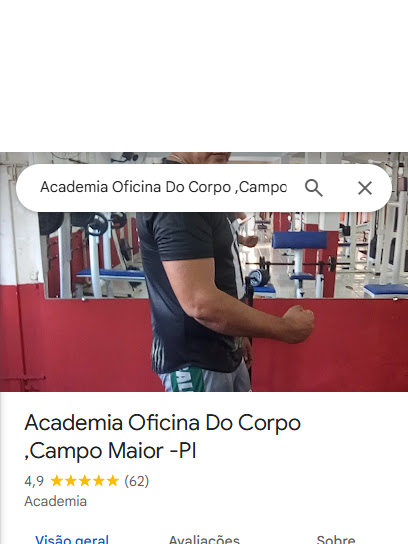 Academia Oficina Do Corpo ,Campo
Academia Oficina Do Corpo
,Campo Maior -PI
4,9 (62)
Academia
Visão geral Avaliações Sobre